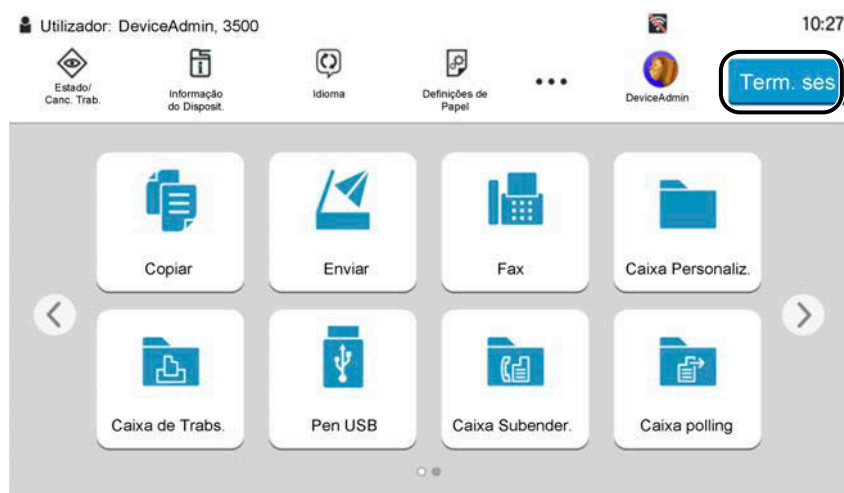 Utilizador: DeviceAdmin, 3500
10:27
Estado/
Canc. Trab.
Informação
do Disposit.
Idioma
Definições de
Papel
DeviceAdmin
Term. ses
Copiar
Enviar
Fax
Caixa Personaliz.
Caixa de Trabs.
Pen USB
Caixa Subender.
Caixa polling